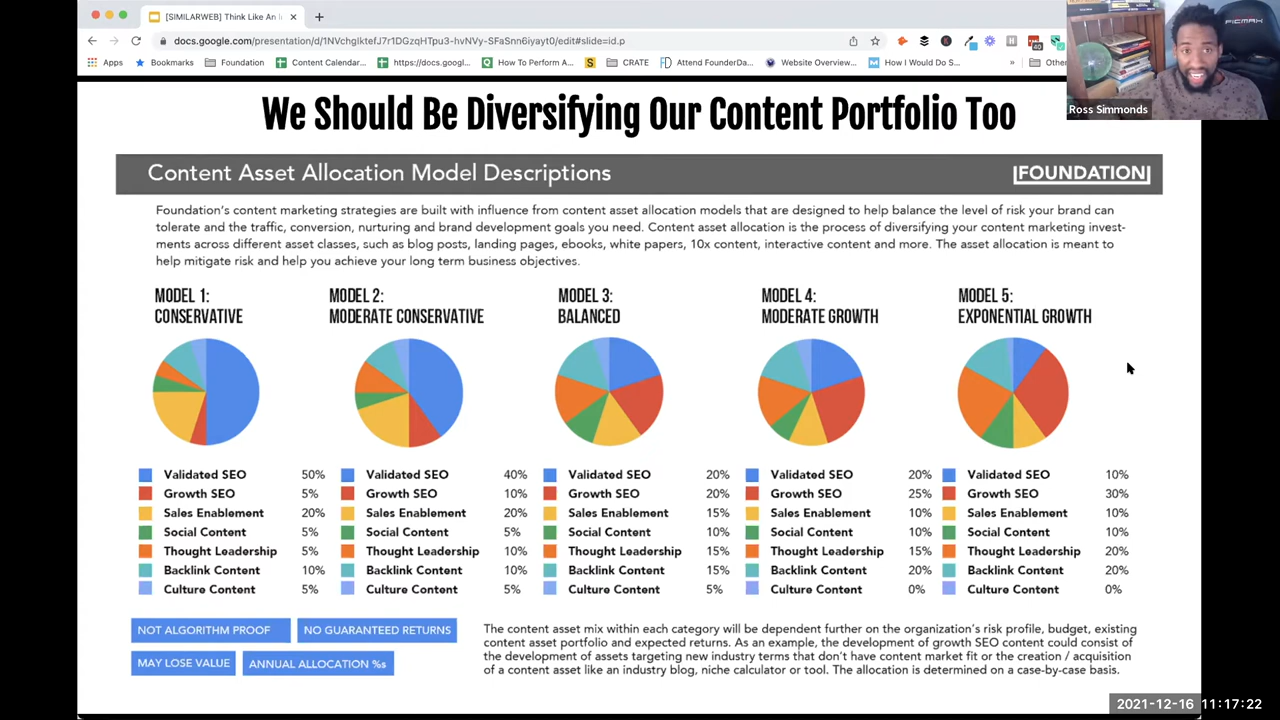 [SIMILARWEB] Think Like An I
docs.google.com/presentation/d/1NVchgIktefJ7r1DGzqHTpu3-hvNVy-SFaSnn6iyayt0/edit#slide=id.p
Apps Bookmarks Foundation Content Calendar... https://docs.googl... How To Perform A... CRATE Attend FounderDa... Website Overview... How I Would Do S... » Other
FICMAX
Ross Simmonds
We Should Be Diversifying Our Content Portfolio Too
Content Asset Allocation Model Descriptions
FOUNDATION
Foundation's content marketing strategies are built with influence from content asset allocation models that are designed to help balance the level of risk your brand can
tolerate and the traffic, conversion, nurturing and brand development goals you need. Content asset allocation is the process of diversifying your content marketing invest-
ments across different asset classes, such as blog posts, landing pages, ebooks, white papers, 10x content, interactive content and more. The asset allocation is meant to
help mitigate risk and help you achieve your long term business objectives.
MODEL 1:
CONSERVATIVE
Validated SEO 50%
Growth SEO 5%
Sales Enablement 20%
Social Content 5%
Thought Leadership 5%
Backlink Content 10%
Culture Content 5%
MODEL 2:
MODERATE CONSERVATIVE
Validated SEO 40%
Growth SEO 10%
Sales Enablement 20%
Social Content 5%
Thought Leadership 10%
Backlink Content 10%
Culture Content 5%
MODEL 3:
BALANCED
Validated SEO 20%
Growth SEO 20%
Sales Enablement 15%
Social Content 10%
Thought Leadership 15%
Backlink Content 15%
Culture Content 5%
MODEL 4:
MODERATE GROWTH
Validated SEO 20%
Growth SEO 25%
Sales Enablement 10%
Social Content 10%
Thought Leadership 15%
Backlink Content 20%
Culture Content 0%
MODEL 5:
EXPONENTIAL GROWTH
Validated SEO 10%
Growth SEO 30%
Sales Enablement 10%
Social Content 10%
Thought Leadership 20%
Backlink Content 20%
Culture Content 0%
NOT ALGORITHM PROOF
NO GUARANTEED RETURNS
MAY LOSE VALUE
ANNUAL ALLOCATION %s
The content asset mix within each category will be dependent further on the organization's risk profile, budget, existing
content asset portfolio and expected returns. As an example, the development of growth SEO content could consist of
the development of assets targeting new industry terms that don't have content market fit or the creation / acquisition
of a content asset like an industry blog, niche calculator or tool. The allocation is determined on a case-by-case basis.
2021-12-16 11:17:22